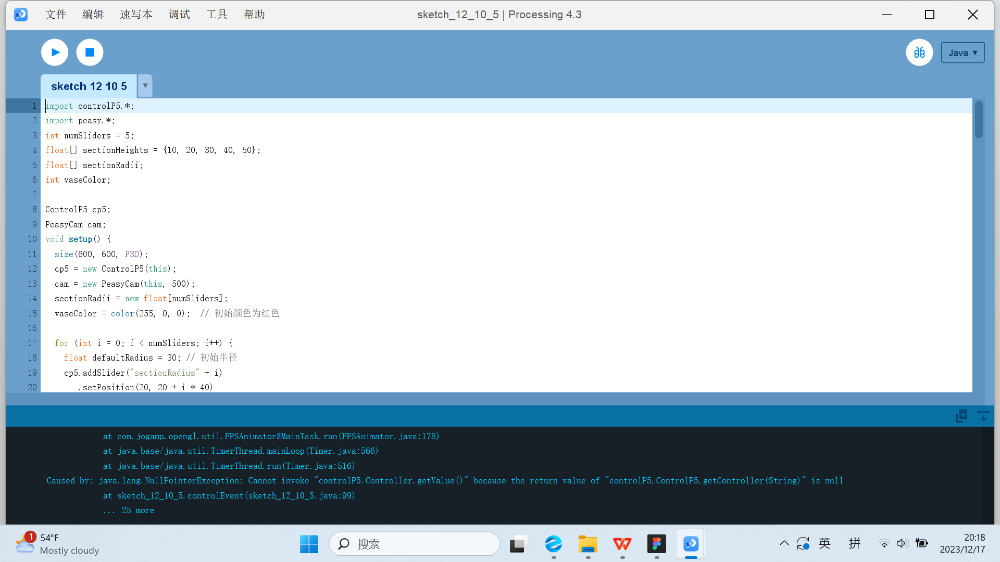 文件 编辑 速写本 调试 工具 帮助
sketch_12_10_5 | Processing 4.3
Java ▼
sketch 12 10 5 ▼
1 import controlP5.*;
2 import peasy.*;
3 int numSliders = 5;
4 float[] sectionHeights = {10, 20, 30, 40, 50};
5 float[] sectionRadii;
6 int vaseColor;
7
8 ControlP5 cp5;
9 PeasyCam cam;
10 void setup() {
11 size(600, 600, P3D);
12 cp5 = new ControlP5(this);
13 cam = new PeasyCam(this, 500);
14 sectionRadii = new float[numSliders];
15 vaseColor = color(255, 0, 0); // 初始颜色为红色
16
17 for (int i = 0; i < numSliders; i++) {
18 float defaultRadius = 30; // 初始半径
19 cp5.addSlider("sectionRadius" + i)
20 .setPosition(20, 20 + i * 40)
at com.jogamp.opengl.util.FPSAnimator$MainTask.run(FPSAnimator.java:178)
at java.base/java.util.TimerThread.mainLoop(Timer.java:566)
at java.base/java.util.TimerThread.run(Timer.java:516)
Caused by: java.lang.NullPointerException: Cannot invoke "controlP5.Controller.getValue()" because the return value of "controlP5.ControlP5.getController(String)" is null
at sketch_12_10_5.controlEvent(sketch_12_10_5.java:99)
... 25 more
1
54°F
Mostly cloudy
搜索
英
拼
20:18
2023/12/17